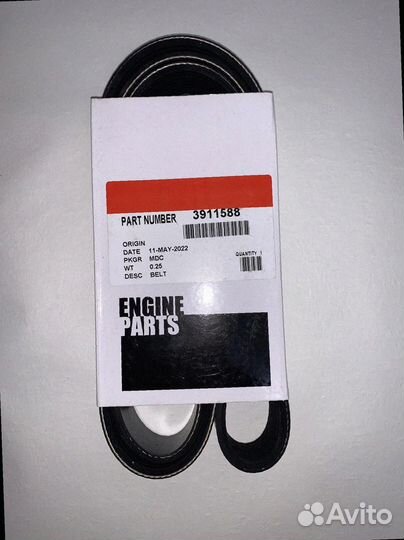 PART NUMBER 3911588
ORIGIN
DATE 11-MAY-2022
PKGR MDC
QUANTITY 1
WT 0.25
DESC BELT
ENGINE
PARTS
Avito